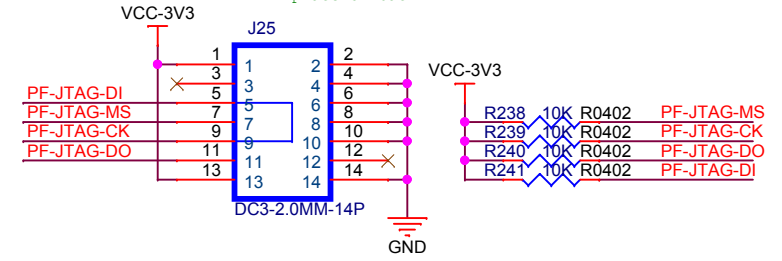 VCC-3V3
J25
1 1 2 2
3 3 4 4
PF-JTAG-DI 5 5 6 6
PF-JTAG-MS 7 7 8 8
PF-JTAG-CK 9 9 10 10
PF-JTAG-DO 11 11 12 12
13 13 14 14
DC3-2.0MM-14P
GND
VCC-3V3
R238 10K R0402 PF-JTAG-MS
R239 10K R0402 PF-JTAG-CK
R240 10K R0402 PF-JTAG-DO
R241 10K R0402 PF-JTAG-DI